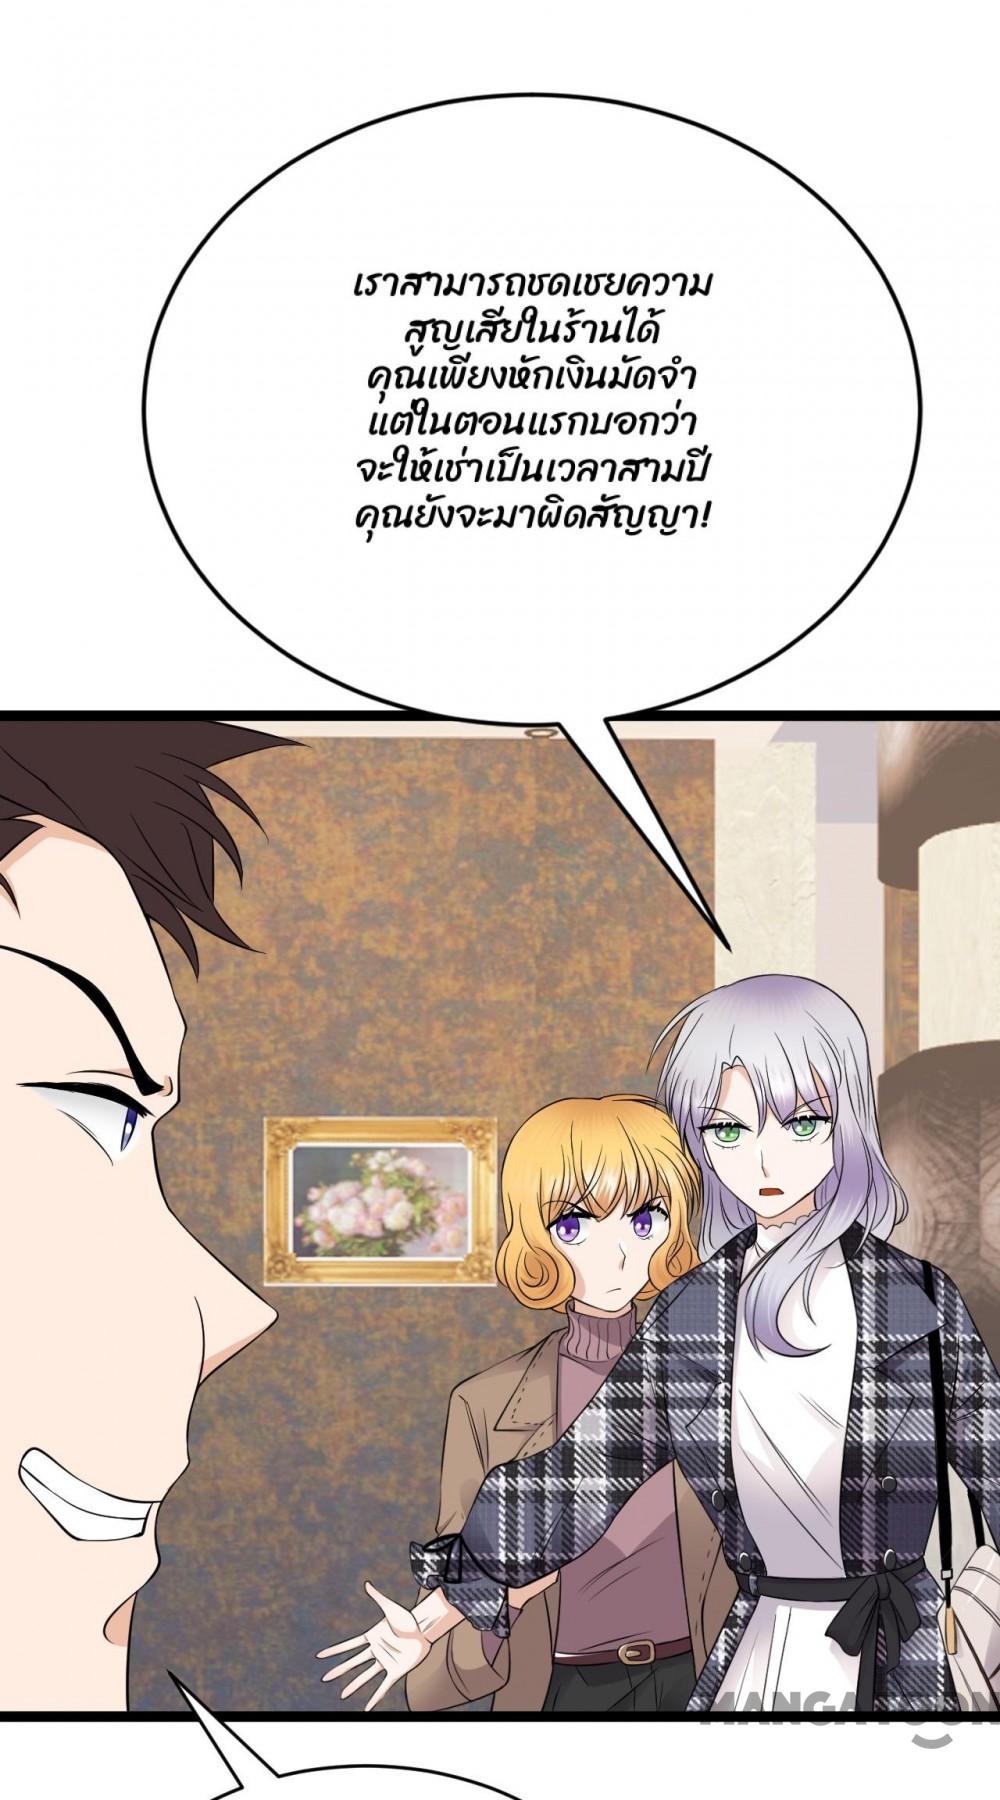 เราสามารถชดเชยความ
สูญเสียในร้านได้
คุณเพียงหักเงินมัดจำ
แต่ในตอนแรกบอกว่า
จะให้เช่าเป็นเวลาสามปี
คุณยังจะมาผิดสัญญา!
MANGATOON